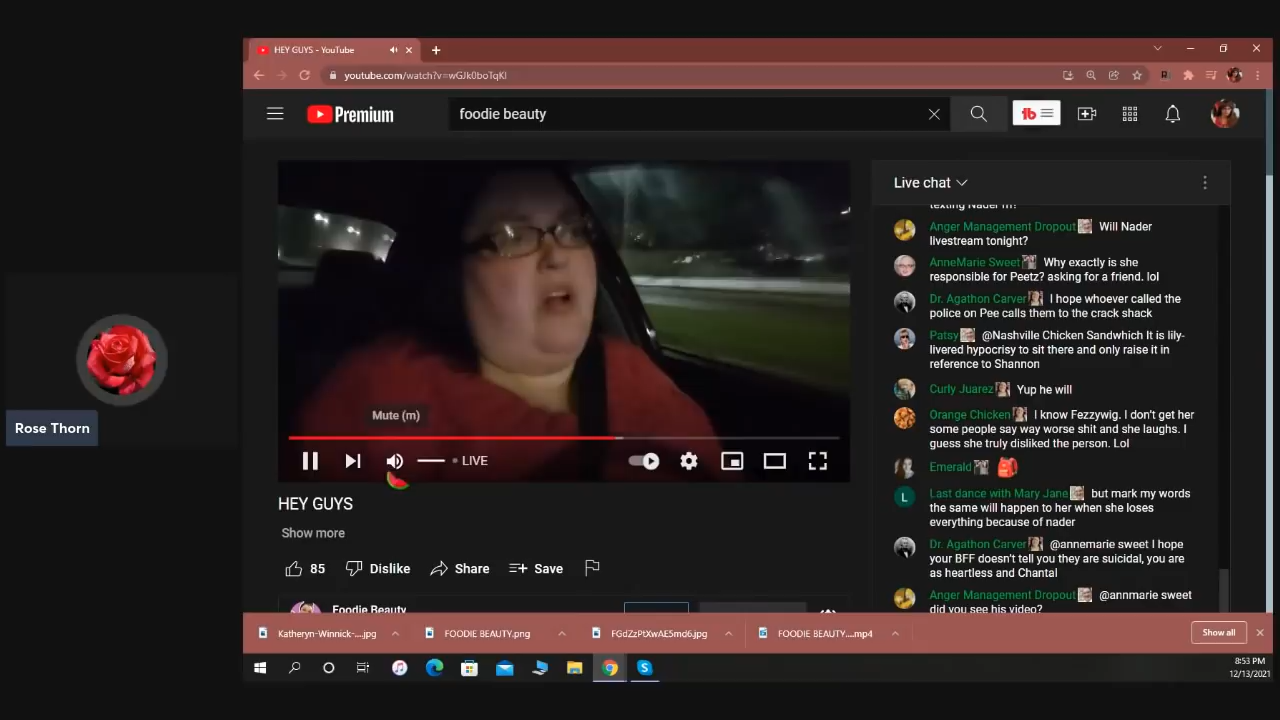 HEY GUYS - YouTube
youtube.com/watch?v=wGJk0boTqKI
Premium
foodie beauty
tb
Live chat
texting Nader rn?
Anger Management Dropout Will Nader
livestream tonight?
AnneMarie Sweet Why exactly is she
responsible for Peetz? asking for a friend. lol
Dr. Agathon Carver I hope whoever called the
police on Pee calls them to the crack shack
Patsy @Nashville Chicken Sandwhich It is lily-
livered hypocrisy to sit there and only raise it in
reference to Shannon
Curly Juarez Yup he will
Orange Chicken I know Fezzywig. I don't get her
some people say way worse shit and she laughs. I
guess she truly disliked the person. Lol
Emerald
L
Last dance with Mary Jane but mark my words
the same will happen to her when she loses
everything because of nader
Dr. Agathon Carver @annemarie sweet I hope
your BFF doesn't tell you they are suicidal, you are
as heartless and Chantal
Anger Management Dropout @annmarie sweet
did you see his video?
Mute (m)
LIVE
HEY GUYS
Show more
85
Dislike
Share
Save
Foodie Beauty
Rose Thorn
Katheryn-Winnick-....jpg
FOODIE BEAUTY.png
FGdZzPtXwAE5md6.jpg
FOODIE BEAUTY....mp4
Show all
8:53 PM
12/13/2021